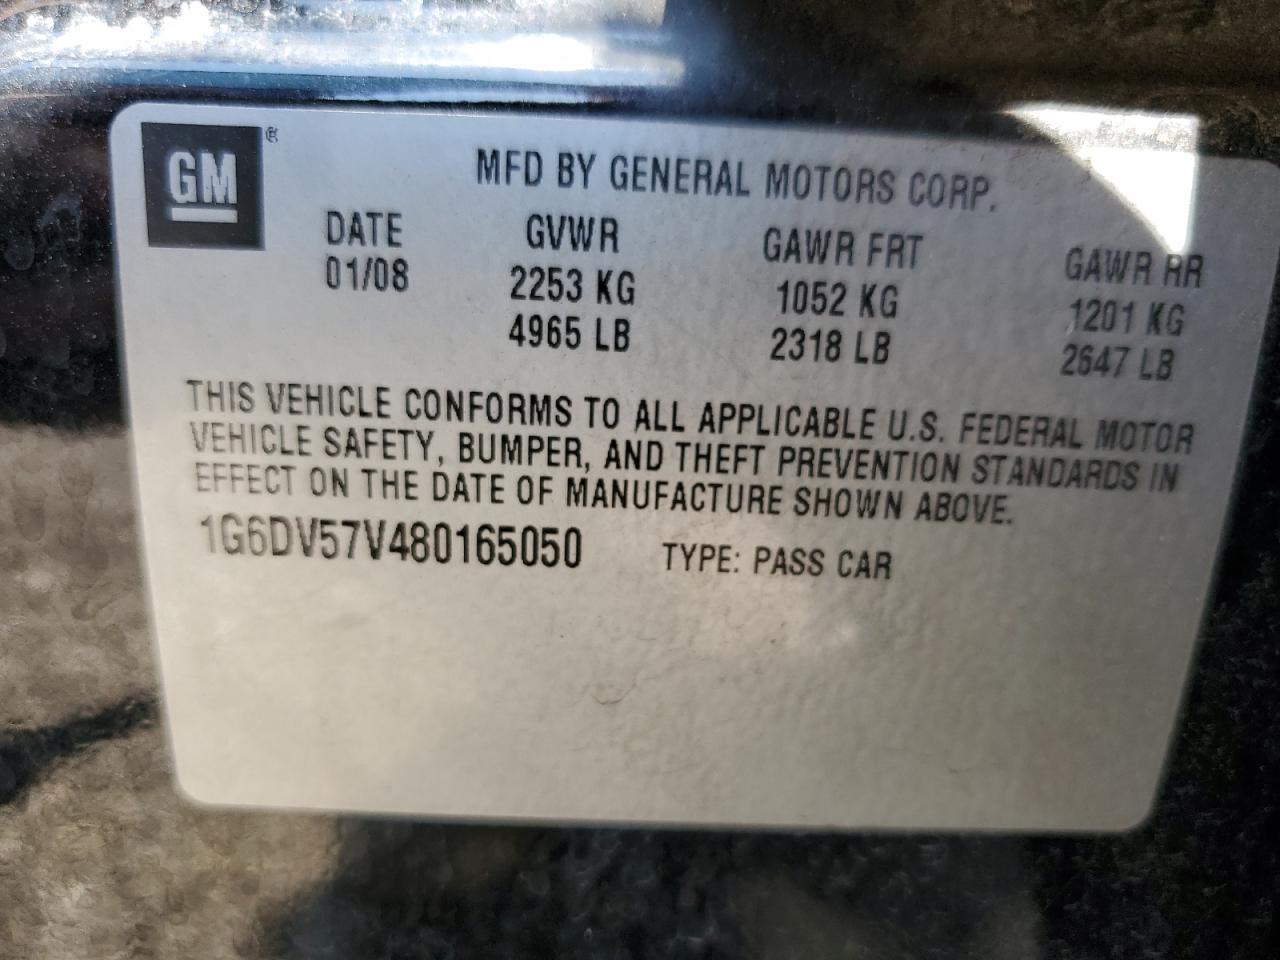 GM ®
MFD BY GENERAL MOTORS CORP.
DATE GVWR GAWR FRT GAWR RR
01/08 2253 KG 1052 KG 1201 KG
4965 LB 2318 LB 2647 LB
THIS VEHICLE CONFORMS TO ALL APPLICABLE U.S. FEDERAL MOTOR
VEHICLE SAFETY, BUMPER, AND THEFT PREVENTION STANDARDS IN
EFFECT ON THE DATE OF MANUFACTURE SHOWN ABOVE.
1G6DV57V480165050 TYPE: PASS CAR